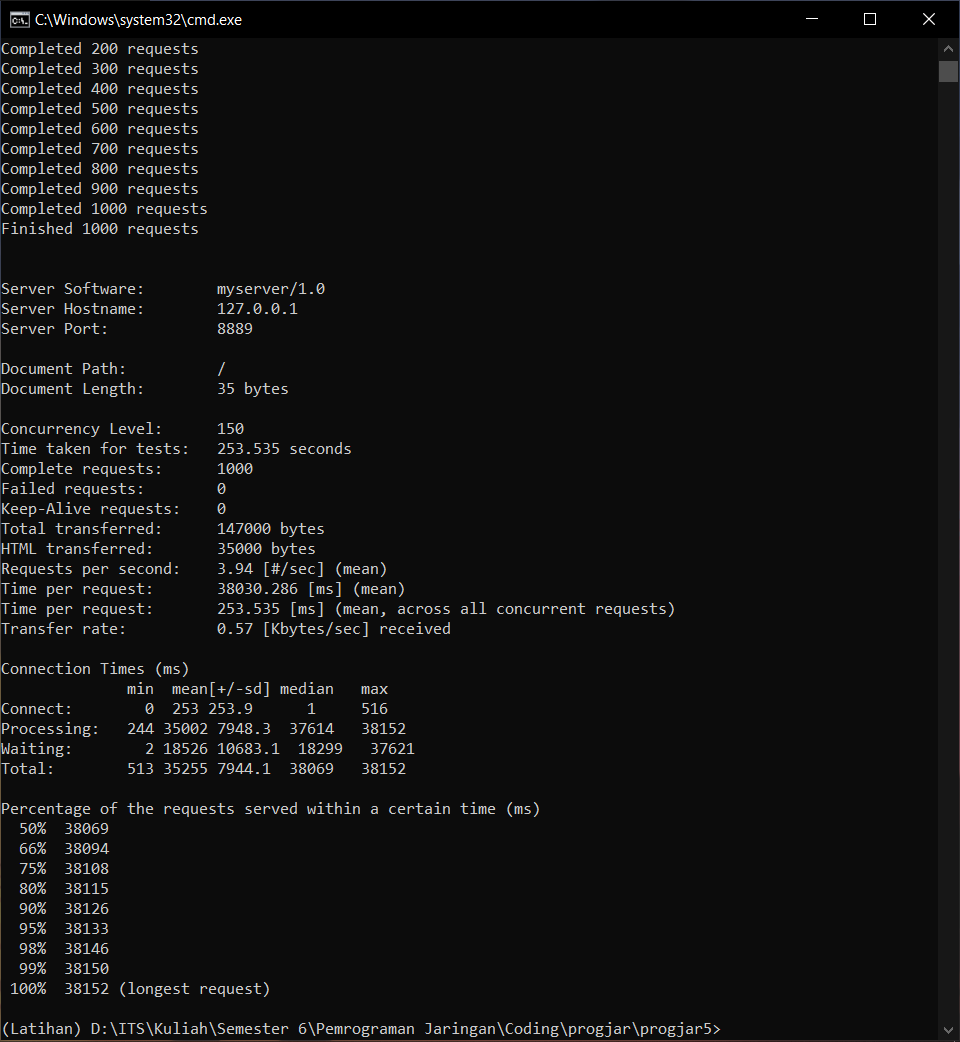 C:\Windows\system32\cmd.exe
Completed 200 requests
Completed 300 requests
Completed 400 requests
Completed 500 requests
Completed 600 requests
Completed 700 requests
Completed 800 requests
Completed 900 requests
Completed 1000 requests
Finished 1000 requests
Server Software:        myserver/1.0
Server Hostname:        127.0.0.1
Server Port:            8889
Document Path:          /
Document Length:        35 bytes
Concurrency Level:      150
Time taken for tests:   253.535 seconds
Complete requests:      1000
Failed requests:        0
Keep-Alive requests:    0
Total transferred:      147000 bytes
HTML transferred:       35000 bytes
Requests per second:    3.94 [#/sec] (mean)
Time per request:       38030.286 [ms] (mean)
Time per request:       253.535 [ms] (mean, across all concurrent requests)
Transfer rate:          0.57 [Kbytes/sec] received
Connection Times (ms)
              min  mean[+/-sd] median   max
Connect:        0  253 253.9      1     516
Processing:   244 35002 7948.3  37614   38152
Waiting:        2 18526 10683.1  18299   37621
Total:        513 35255 7944.1  38069   38152
Percentage of the requests served within a certain time (ms)
  50%  38069
  66%  38094
  75%  38108
  80%  38115
  90%  38126
  95%  38133
  98%  38146
  99%  38150
 100%  38152 (longest request)
(Latihan) D:\ITS\Kuliah\Semester 6\Pemrograman Jaringan\Coding\progjar\progjar5>